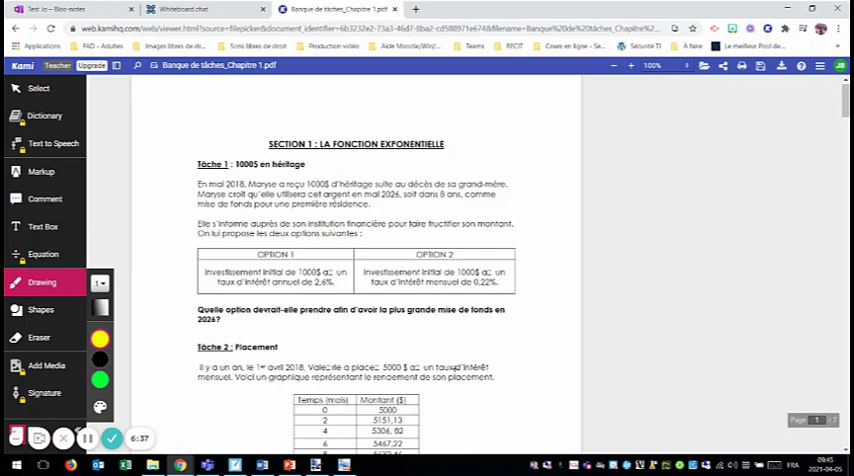 Test Jo – Bloc-notes
Whiteboard.chat
Banque de tâches_Chapitre 1.pdf
web.kamihq.com/web/viewer.html?source=filepicker&document_identifier=6b3232e2-73a3-46d7-f8ba2-cd588971e674&filename=Banque%20de%20tâches_Chapitre%2...
Applications
FAD - Adultes
Images libres de dr...
Sons libres de droit
Production vidéo
Aide Moodle/Win/...
Teams
RECIT
Cours en ligne - Se...
Sécurité TI
À faire
Le meilleur Pool de...
Kami
Teacher
Upgrade
Banque de tâches_Chapitre 1.pdf
100%
JB
Select
Dictionary
Text to Speech
Markup
Comment
Text Box
Equation
Drawing
Shapes
Eraser
Add Media
Signature
1
6:37
SECTION 1 : LA FONCTION EXPONENTIELLE
Tâche 1 : 1000$ en héritage
En mai 2018, Maryse a reçu 1000$ d'héritage suite au décès de sa grand-mère.
Maryse croit qu'elle utilisera cet argent en mai 2026, soit dans 8 ans, comme
mise de fonds pour une première résidence.
Elle s'informe auprès de son institution financière pour faire fructifier son montant.
On lui propose les deux options suivantes :
OPTION 1 OPTION 2
Investissement initial de 1000$ a un Investissement initial de 1000$ a un
taux d'intérêt annuel de 2,6%. taux d'intérêt mensuel de 0,22%.
Quelle option devrait-elle prendre afin d'avoir la plus grande mise de fonds en
2026?
Tâche 2 : Placement
Il y a un an, le 1er avril 2018, Valerie a place 5000 $ a un taux d'intérêt
mensuel. Voici un graphique représentant le rendement de son placement.
Temps (mois) Montant ($)
0 5000
2 5151,13
4 5306, 82
6 5467,22
Page 1 / 7
FRA
09:45
2021-04-05